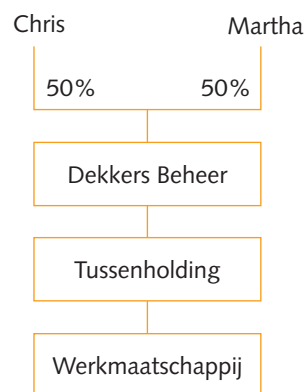 Chris Martha
50% 50%
Dekkers Beheer
Tussenholding
Werkmaatschappij